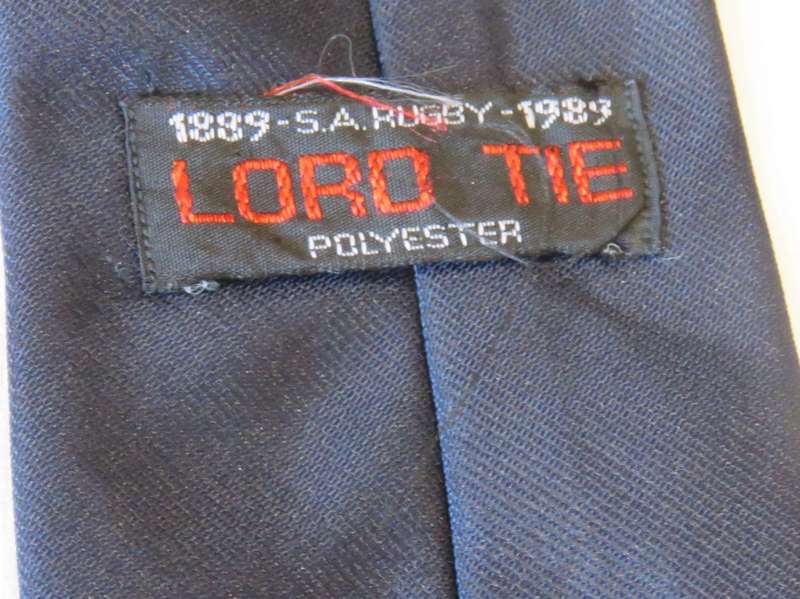 1889-S.A. RUGBY-1989
LORD TIE
POLYESTER